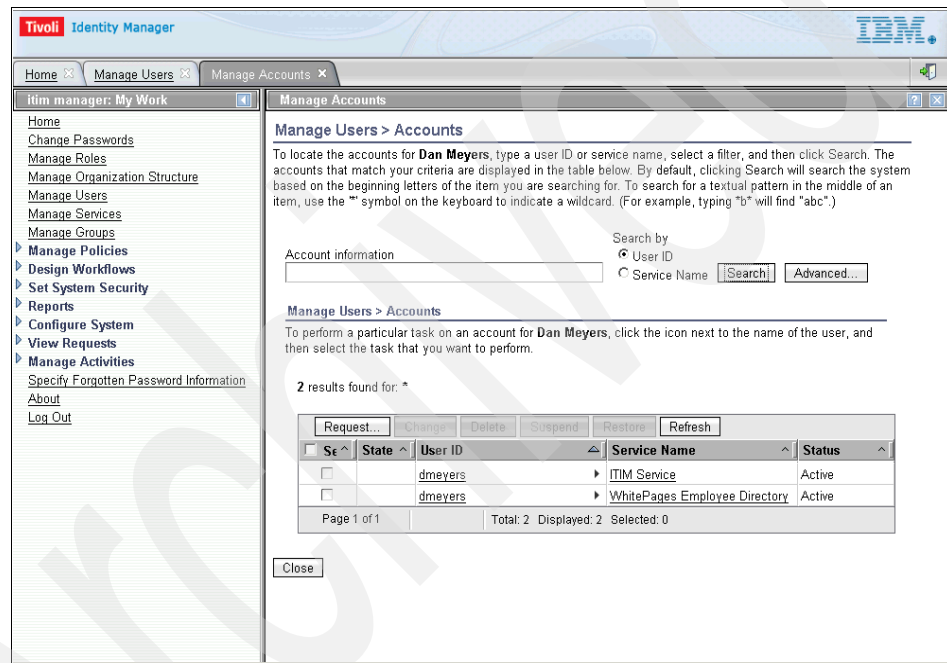 Tivoli Identity Manager
IBM.
Home
Manage Users
Manage Accounts
itim manager: My Work
Home
Change Passwords
Manage Roles
Manage Organization Structure
Manage Users
Manage Services
Manage Groups
Manage Policies
Design Workflows
Set System Security
Reports
Configure System
View Requests
Manage Activities
Specify Forgotten Password Information
About
Log Out
Manage Accounts
Manage Users > Accounts
To locate the accounts for Dan Meyers, type a user ID or service name, select a filter, and then click Search. The
accounts that match your criteria are displayed in the table below. By default, clicking Search will search the system
based on the beginning letters of the item you are searching for. To search for a textual pattern in the middle of an
item, use the '*' symbol on the keyboard to indicate a wildcard. (For example, typing *b* will find "abc".)
Account information
Search by
User ID
Service Name
Search
Advanced...
Manage Users > Accounts
To perform a particular task on an account for Dan Meyers, click the icon next to the name of the user, and
then select the task that you want to perform.
2 results found for: *
Request... Change Delete Suspend Restore Refresh
Se State User ID Service Name Status
dmeyers ITIM Service Active
dmeyers WhitePages Employee Directory Active
Page 1 of 1 Total: 2 Displayed: 2 Selected: 0
Close